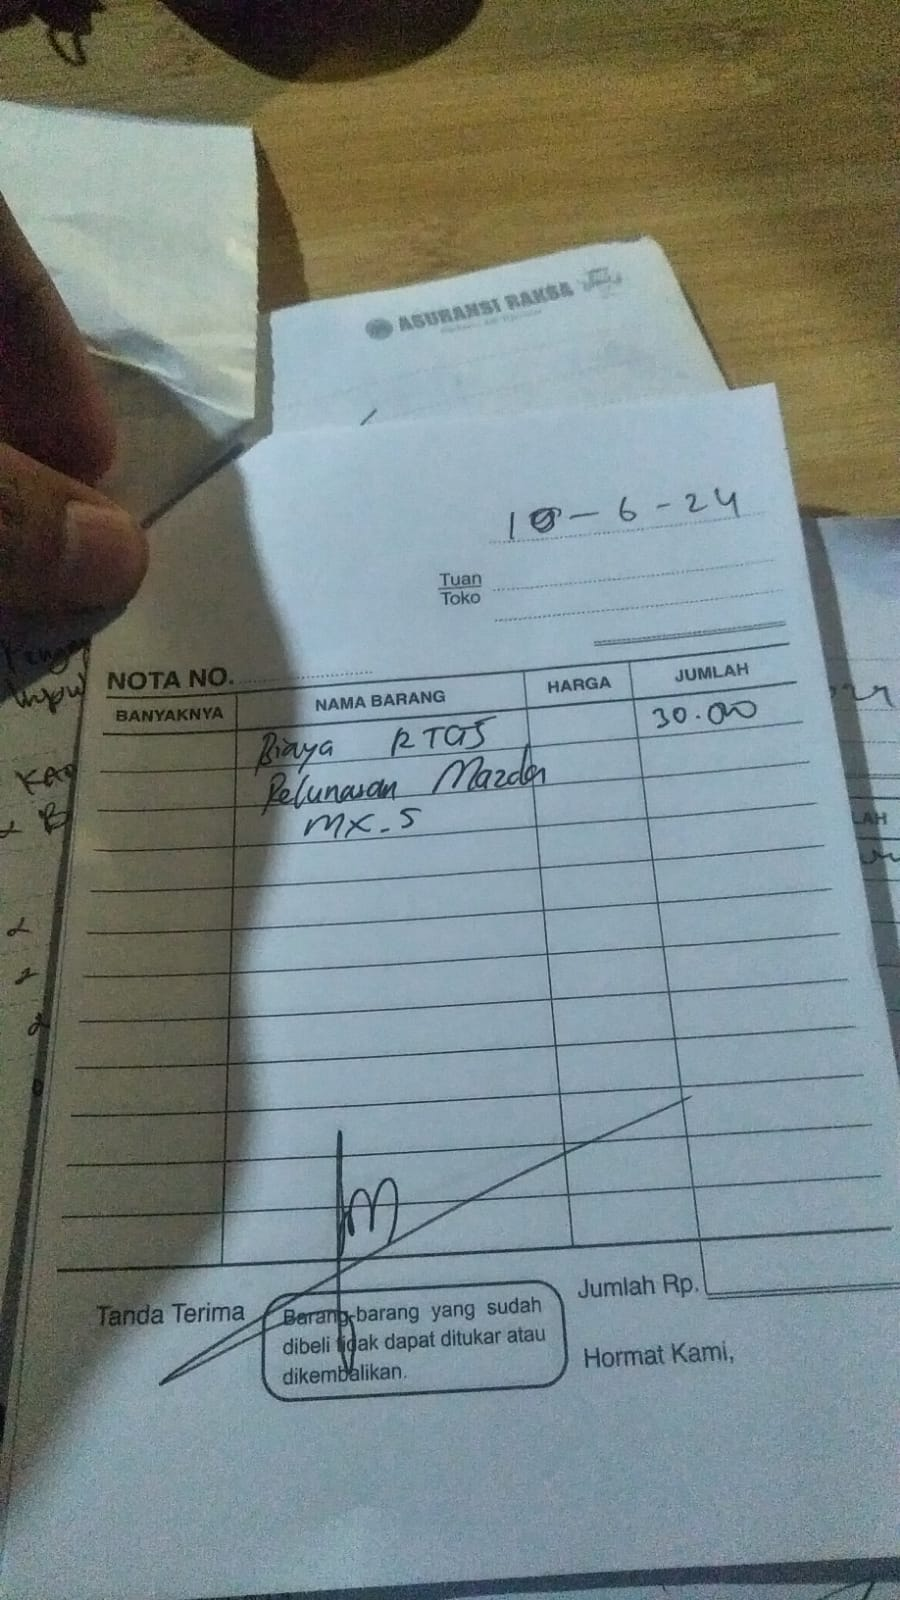 ASURANSI RAKSA
10-6-24
Tuan
Toko
NOTA NO.
BANYAKNYA NAMA BARANG HARGA JUMLAH
Biaya RTGS 30.000
Pelunasan Mazda
MX-5
Tanda Terima
Barang-barang yang sudah
dibeli tidak dapat ditukar atau
dikembalikan.
Jumlah Rp.
Hormat Kami,
LAH